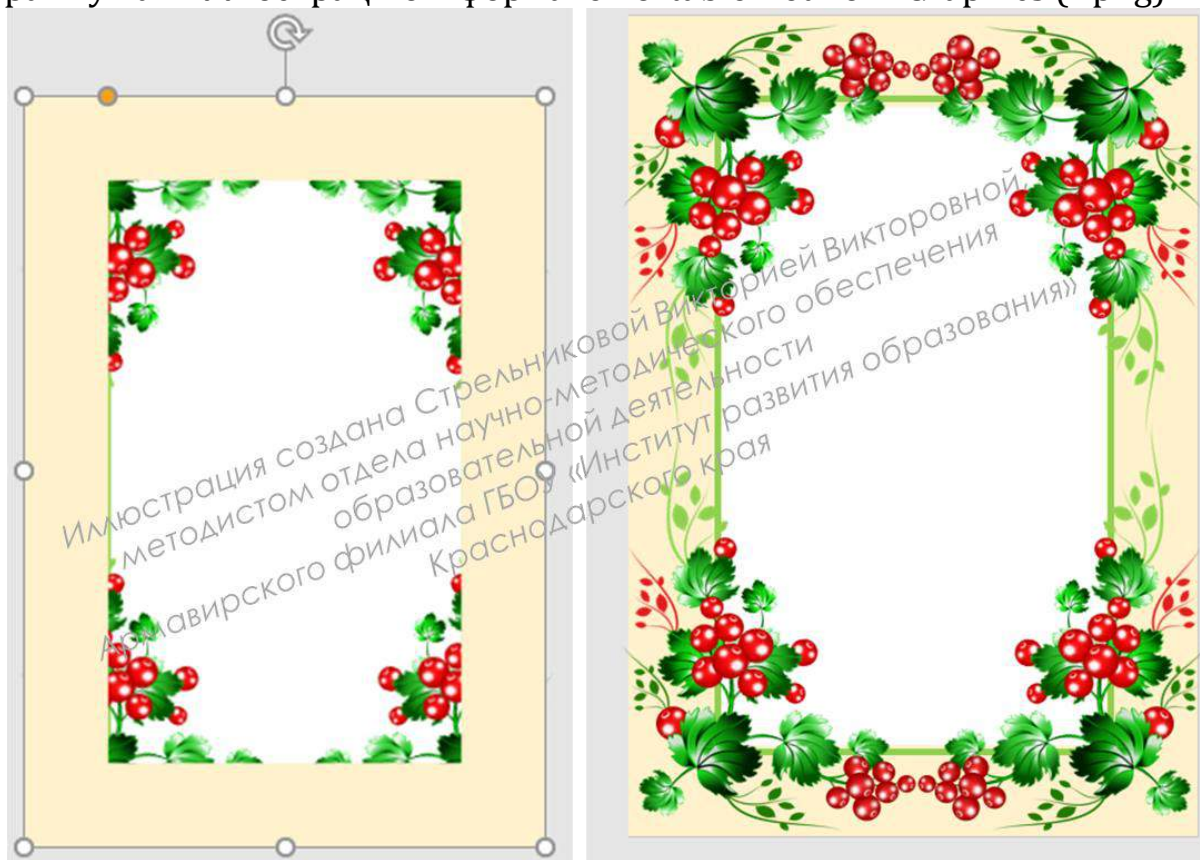 Иллюстрация создана Стрельниковой Викторией Викторовной,
методистом отдела научно-методического обеспечения
образовательной деятельности
Армавирского филиала ГБОУ «Институт развития образования»
Краснодарского края